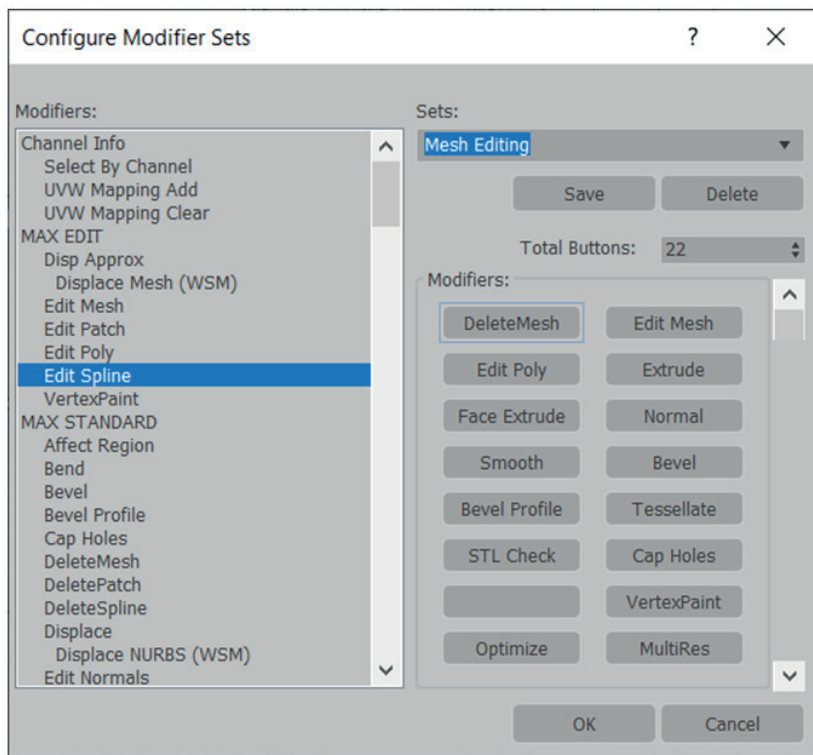 Configure Modifier Sets
?
Modifiers:
Channel Info
Select By Channel
UVW Mapping Add
UVW Mapping Clear
MAX EDIT
Disp Approx
Displace Mesh (WSM)
Edit Mesh
Edit Patch
Edit Poly
Edit Spline
VertexPaint
MAX STANDARD
Affect Region
Bend
Bevel
Bevel Profile
Cap Holes
DeleteMesh
DeletePatch
DeleteSpline
Displace
Displace NURBS (WSM)
Edit Normals
Sets:
Mesh Editing
Save Delete
Total Buttons: 22
Modifiers:
DeleteMesh Edit Mesh
Edit Poly Extrude
Face Extrude Normal
Smooth Bevel
Bevel Profile Tessellate
STL Check Cap Holes
VertexPaint
Optimize MultiRes
OK Cancel